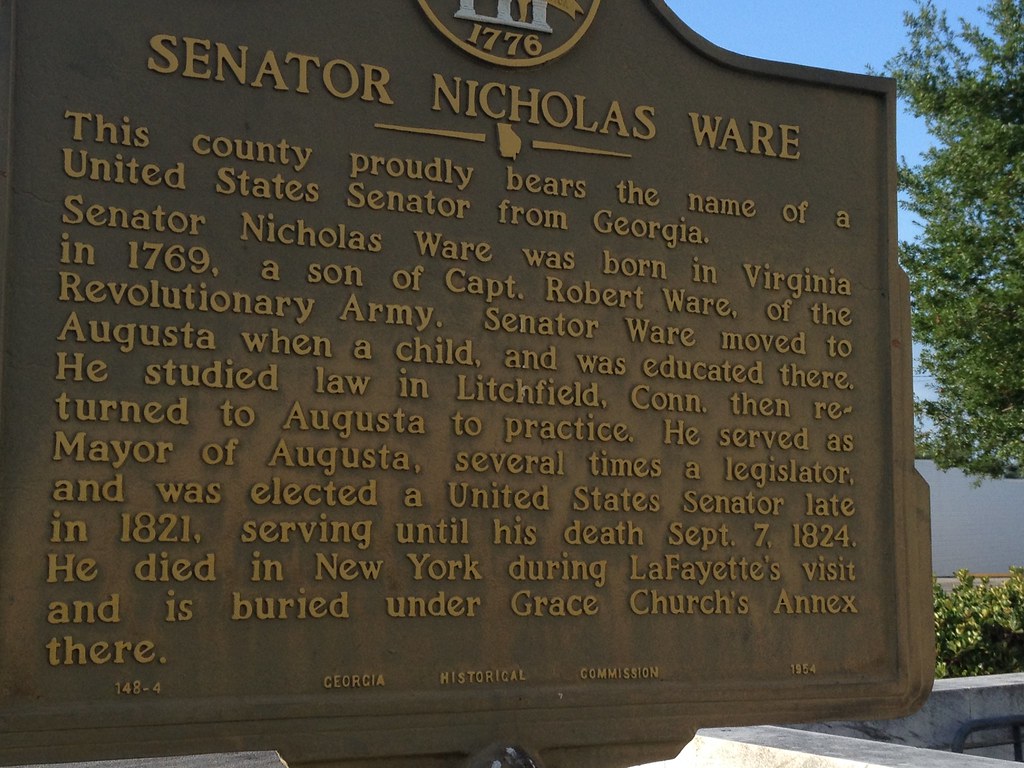 1776
SENATOR NICHOLAS WARE
This county proudly bears the name of a
United States Senator from Georgia.
Senator Nicholas Ware was born in Virginia
in 1769, a son of Capt. Robert Ware, of the
Revolutionary Army. Senator Ware moved to
Augusta when a child, and was educated there.
He studied law in Litchfield, Conn. then re-
turned to Augusta to practice. He served as
Mayor of Augusta, several times a legislator,
and was elected a United States Senator late
in 1821, serving until his death Sept. 7, 1824.
He died in New York during LaFayette's visit
and is buried under Grace Church's Annex
there.
148-4 GEORGIA HISTORICAL COMMISSION 1954